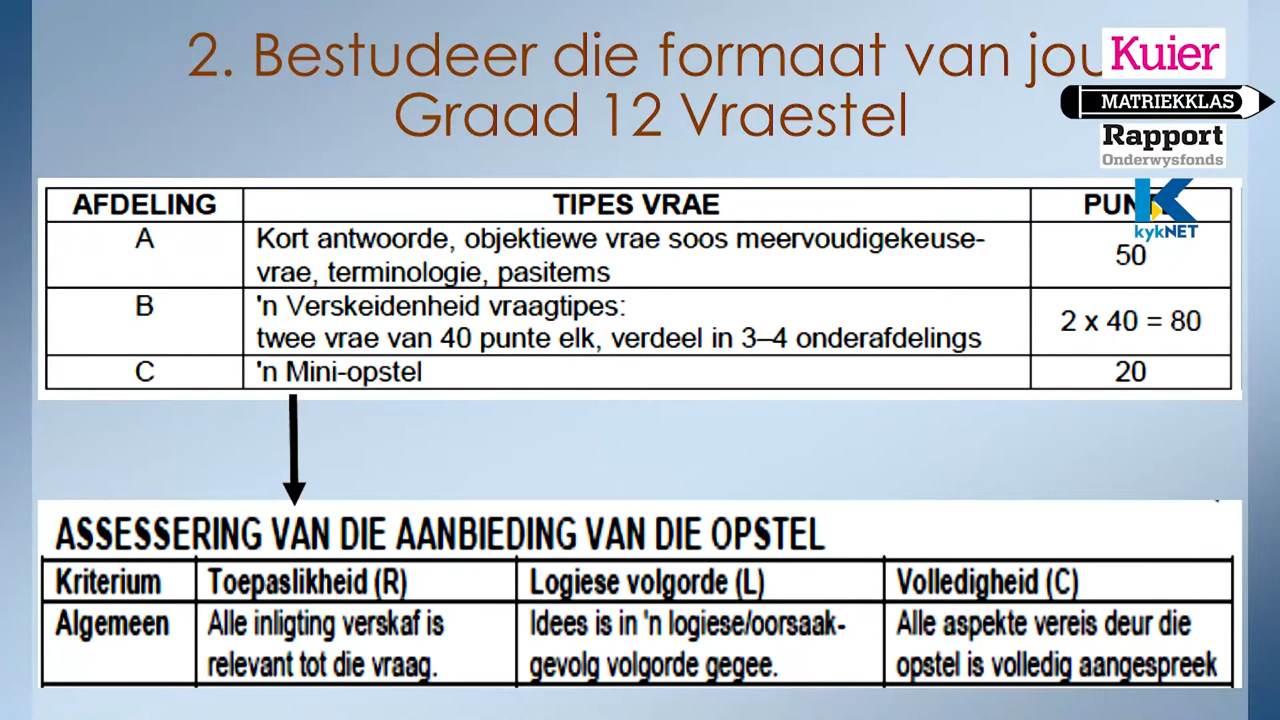 2. Bestudeer die formaat van jou
Graad 12 Vraestel
Kuier
MATRIEKKLAS
Rapport
Onderwysfonds
kykNET
AFDELING TIPES VRAE
A Kort antwoorde, objektiewe vrae soos meervoudigekeuse-
vrae, terminologie, pasitems 50
B 'n Verskeidenheid vraagtipes:
twee vrae van 40 punte elk, verdeel in 3–4 onderafdelings 2 x 40 = 80
C 'n Mini-opstel 20
ASSESSERING VAN DIE AANBIEDING VAN DIE OPSTEL
Kriterium Toepaslikheid (R) Logiese volgorde (L) Volledigheid (C)
Algemeen Alle inligting verskaf is Idees is in 'n logiese/oorsaak- Alle aspekte vereis deur die
relevant tot die vraag. gevolg volgorde gegee. opstel is volledig aangespreek